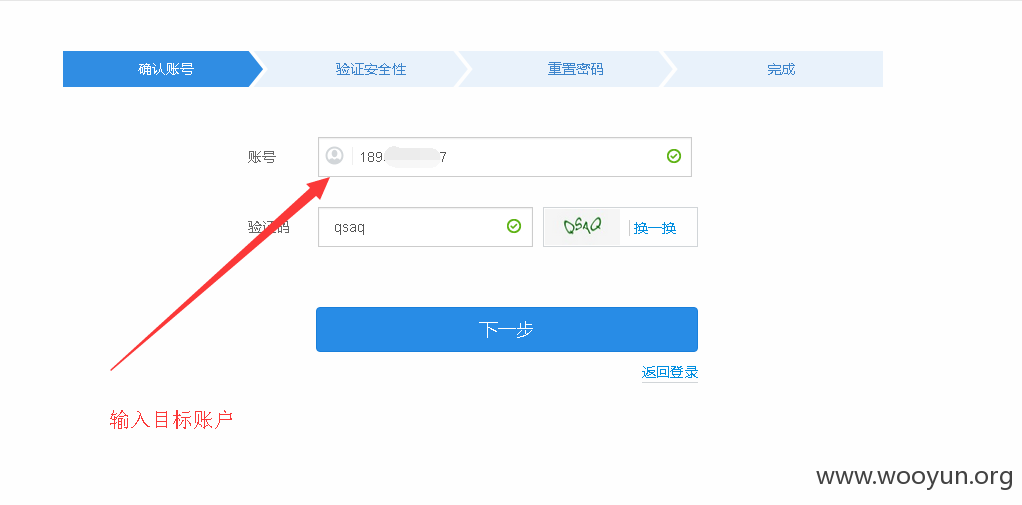 确认账号 验证安全性 重置密码 完成
账号 189 7
验证码 qsaq QSAQ 换一换
下一步
返回登录
输入目标账户
www.wooyun.org